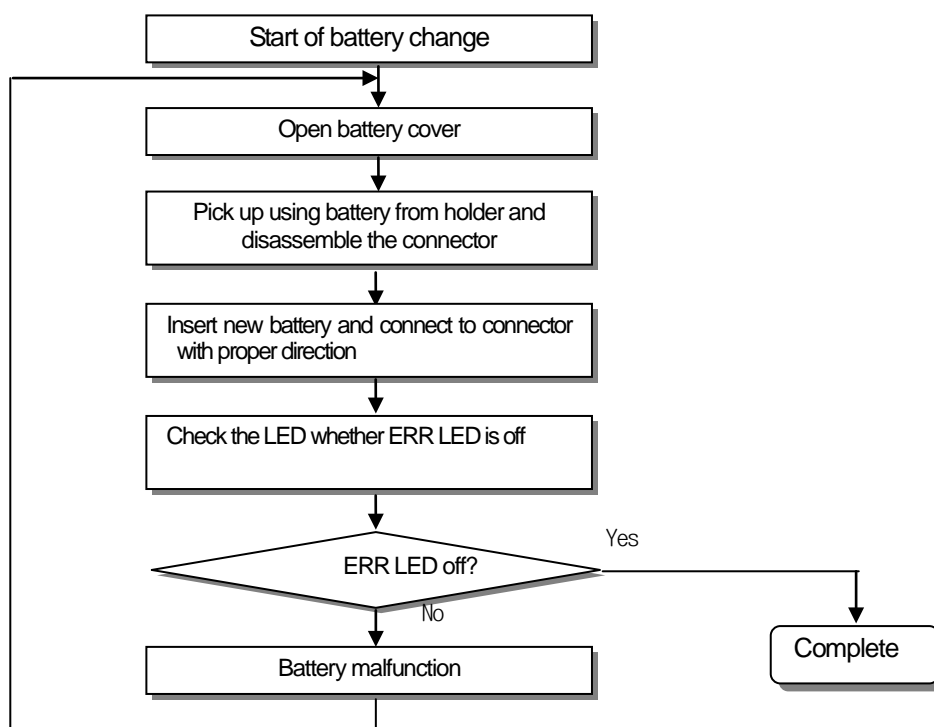 Start of battery change
Open battery cover
Pick up using battery from holder and
disassemble the connector
Insert new battery and connect to connector
with proper direction
Check the LED whether ERR LED is off
ERR LED off?
Yes
No
Battery malfunction
Complete